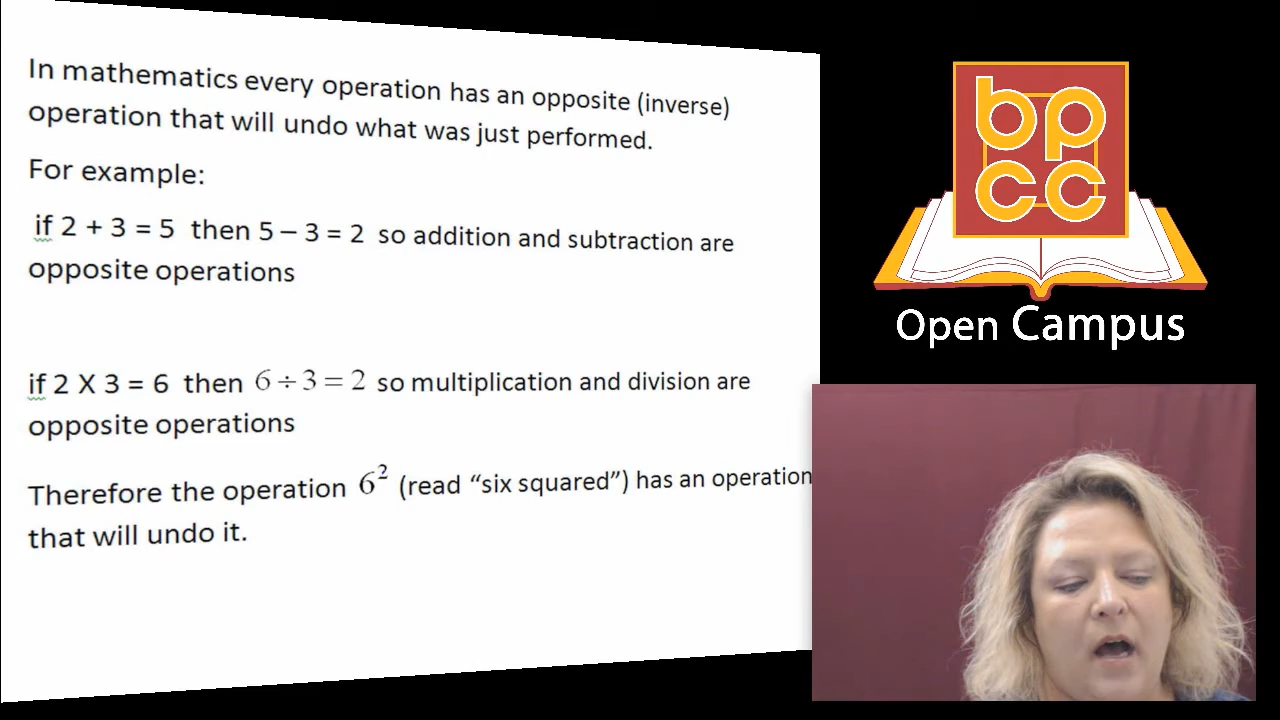 In mathematics every operation has an opposite (inverse)
operation that will undo what was just performed.
For example:
if 2 + 3 = 5 then 5 – 3 = 2 so addition and subtraction are
opposite operations
if 2 X 3 = 6 then 6 ÷ 3 = 2 so multiplication and division are
opposite operations
Therefore the operation 6² (read “six squared”) has an operation
that will undo it.
bp
cc
Open Campus